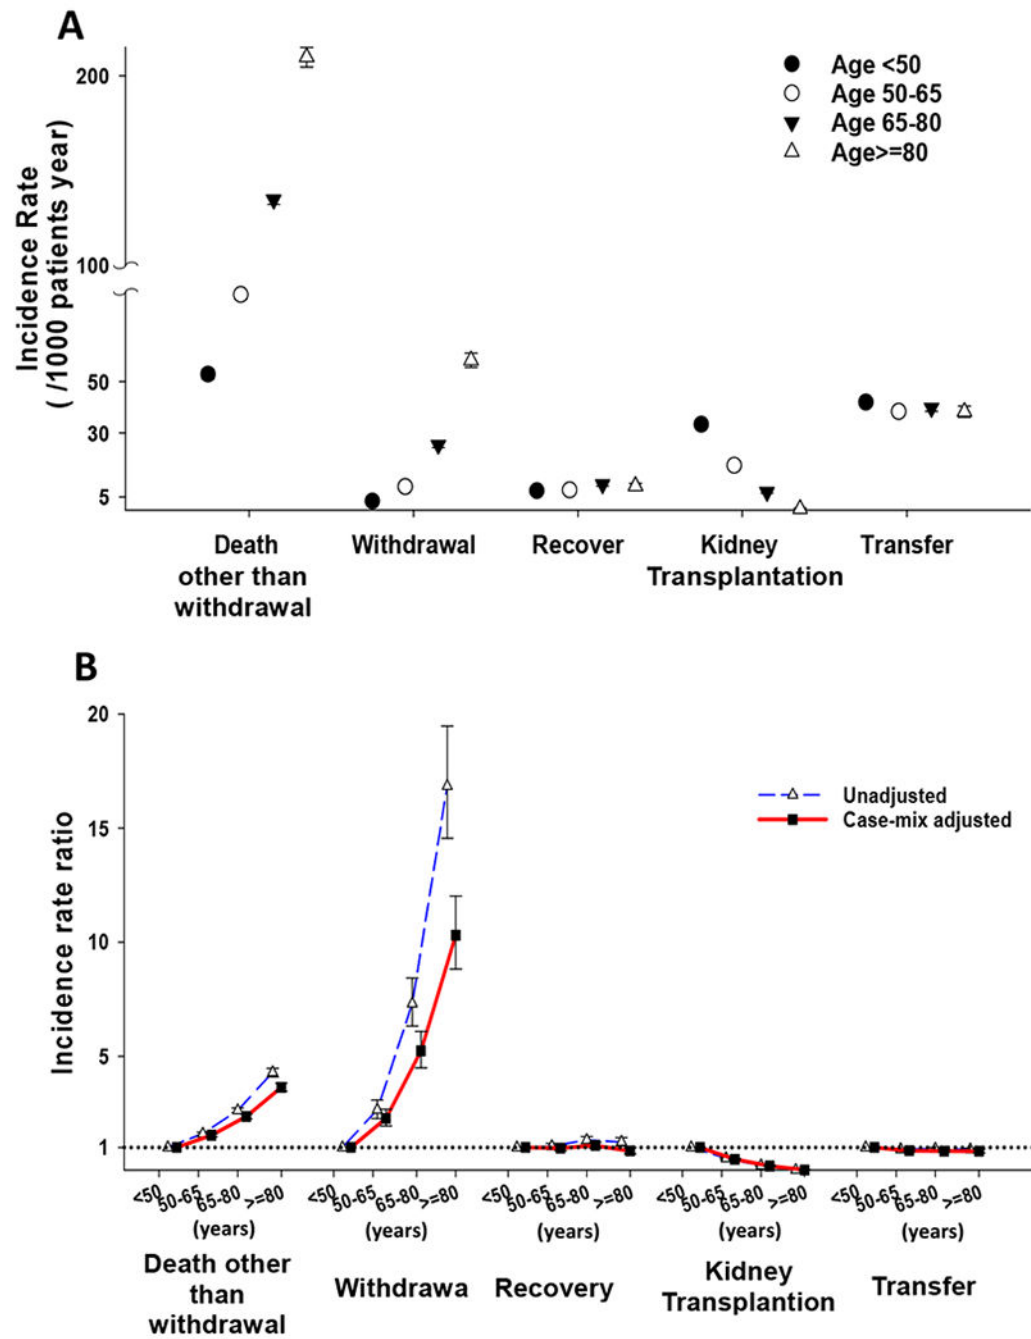 A
Incidence Rate
( /1000 patients year)
200
100
50
30
5
Age <50
Age 50-65
Age 65-80
Age>=80
Death
other than
withdrawal
Withdrawal
Recover
Kidney
Transplantation
Transfer
B
Incidence rate ratio
20
15
10
5
1
Unadjusted
Case-mix adjusted
<50 50-65 65-80 >=80
(years)
<50 50-65 65-80 >=80
(years)
<50 50-65 65-80 >=80
(years)
<50 50-65 65-80 >=80
(years)
<50 50-65 65-80 >=80
(years)
Death other
than
withdrawal
Withdrawa
Recovery
Kidney
Transplantion
Transfer